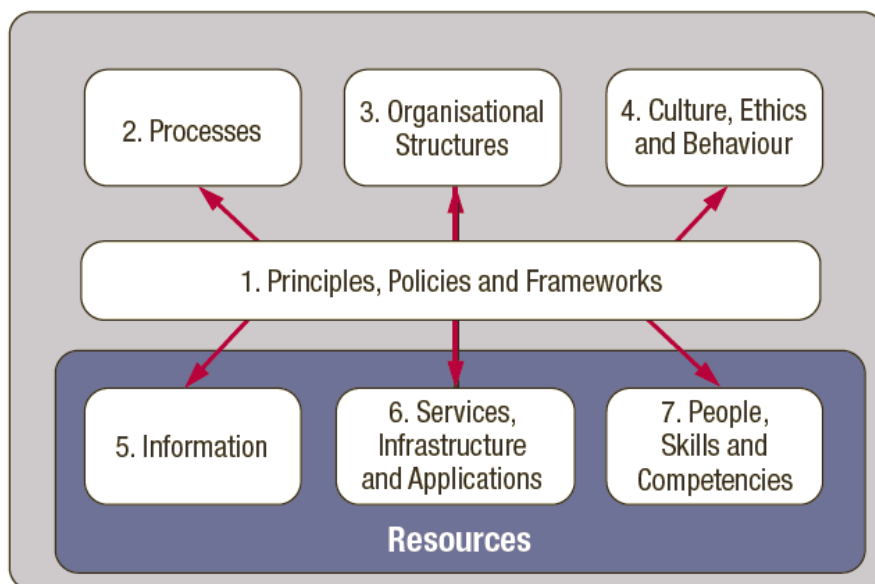 2. Processes
3. Organisational
Structures
4. Culture, Ethics
and Behaviour
1. Principles, Policies and Frameworks
5. Information
6. Services,
Infrastructure
and Applications
7. People,
Skills and
Competencies
Resources